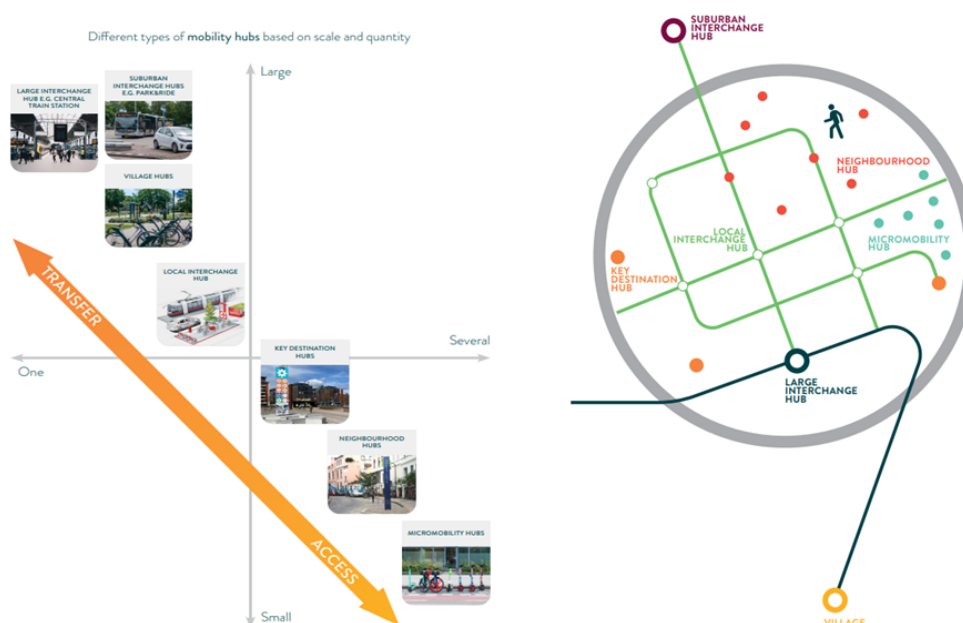 Different types of mobility hubs based on scale and quantity
Large
LARGE INTERCHANGE
HUB E.G. CENTRAL
TRAIN STATION
SUBURBAN
INTERCHANGE HUBS
E.G. PARK&RIDE
VILLAGE HUBS
TRANSFER
LOCAL INTERCHANGE
HUB
Several
One
KEY DESTINATION
HUBS
NEIGHBOURHOOD
HUBS
MICROMOBILITY HUBS
ACCESS
Small
SUBURBAN
INTERCHANGE
HUB
NEIGHBOURHOOD
HUB
LOCAL
INTERCHANGE
HUB
MICROMOBILITY
HUB
KEY
DESTINATION
HUB
LARGE
INTERCHANGE
HUB
VILLAGE